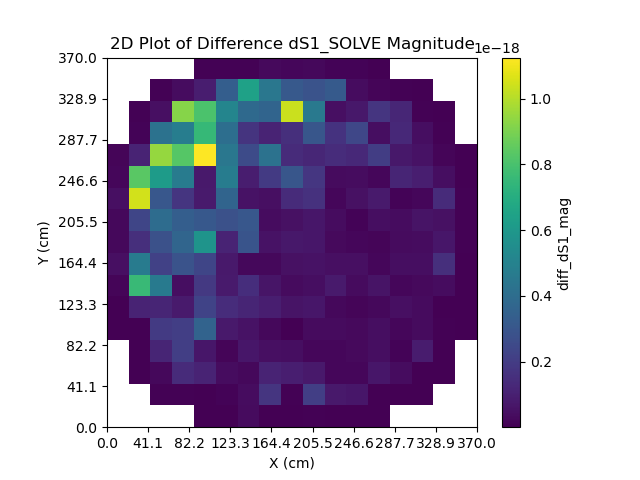 2D Plot of Difference dS1_SOLVE Magnitude
1e−18
370.0
328.9
287.7
246.6
205.5
164.4
123.3
82.2
41.1
0.0
Y (cm)
0.0 41.1 82.2 123.3 164.4 205.5 246.6 287.7 328.9 370.0
X (cm)
1.0
0.8
0.6
0.4
0.2
diff_dS1_mag